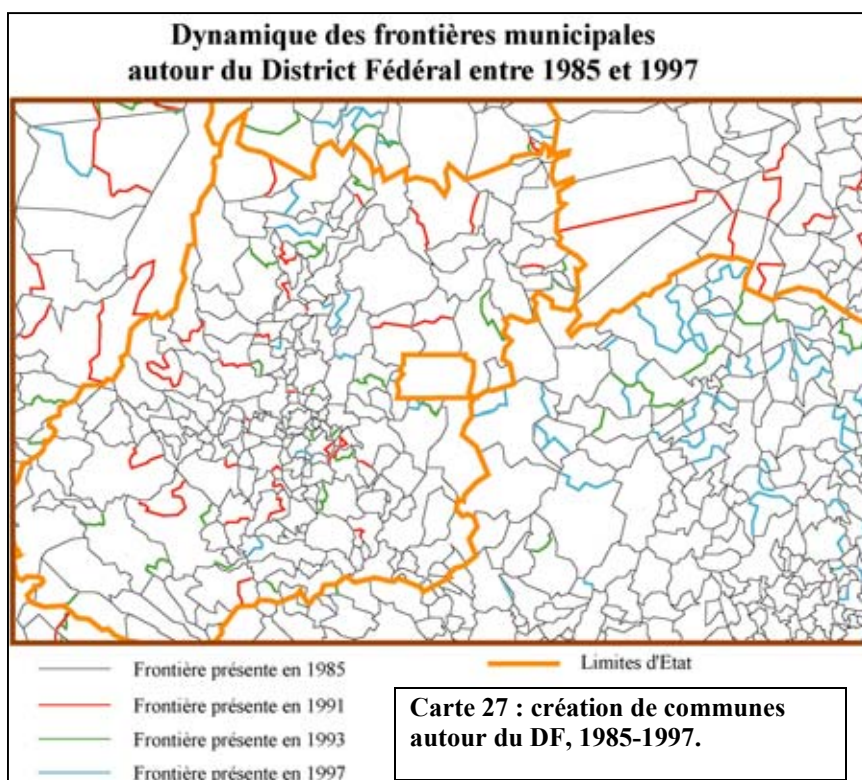 Dynamique des frontières municipales
autour du District Fédéral entre 1985 et 1997
Frontière présente en 1985
Frontière présente en 1991
Frontière présente en 1993
Frontière présente en 1997
Limites d'Etat
Carte 27 : création de communes
autour du DF, 1985-1997.